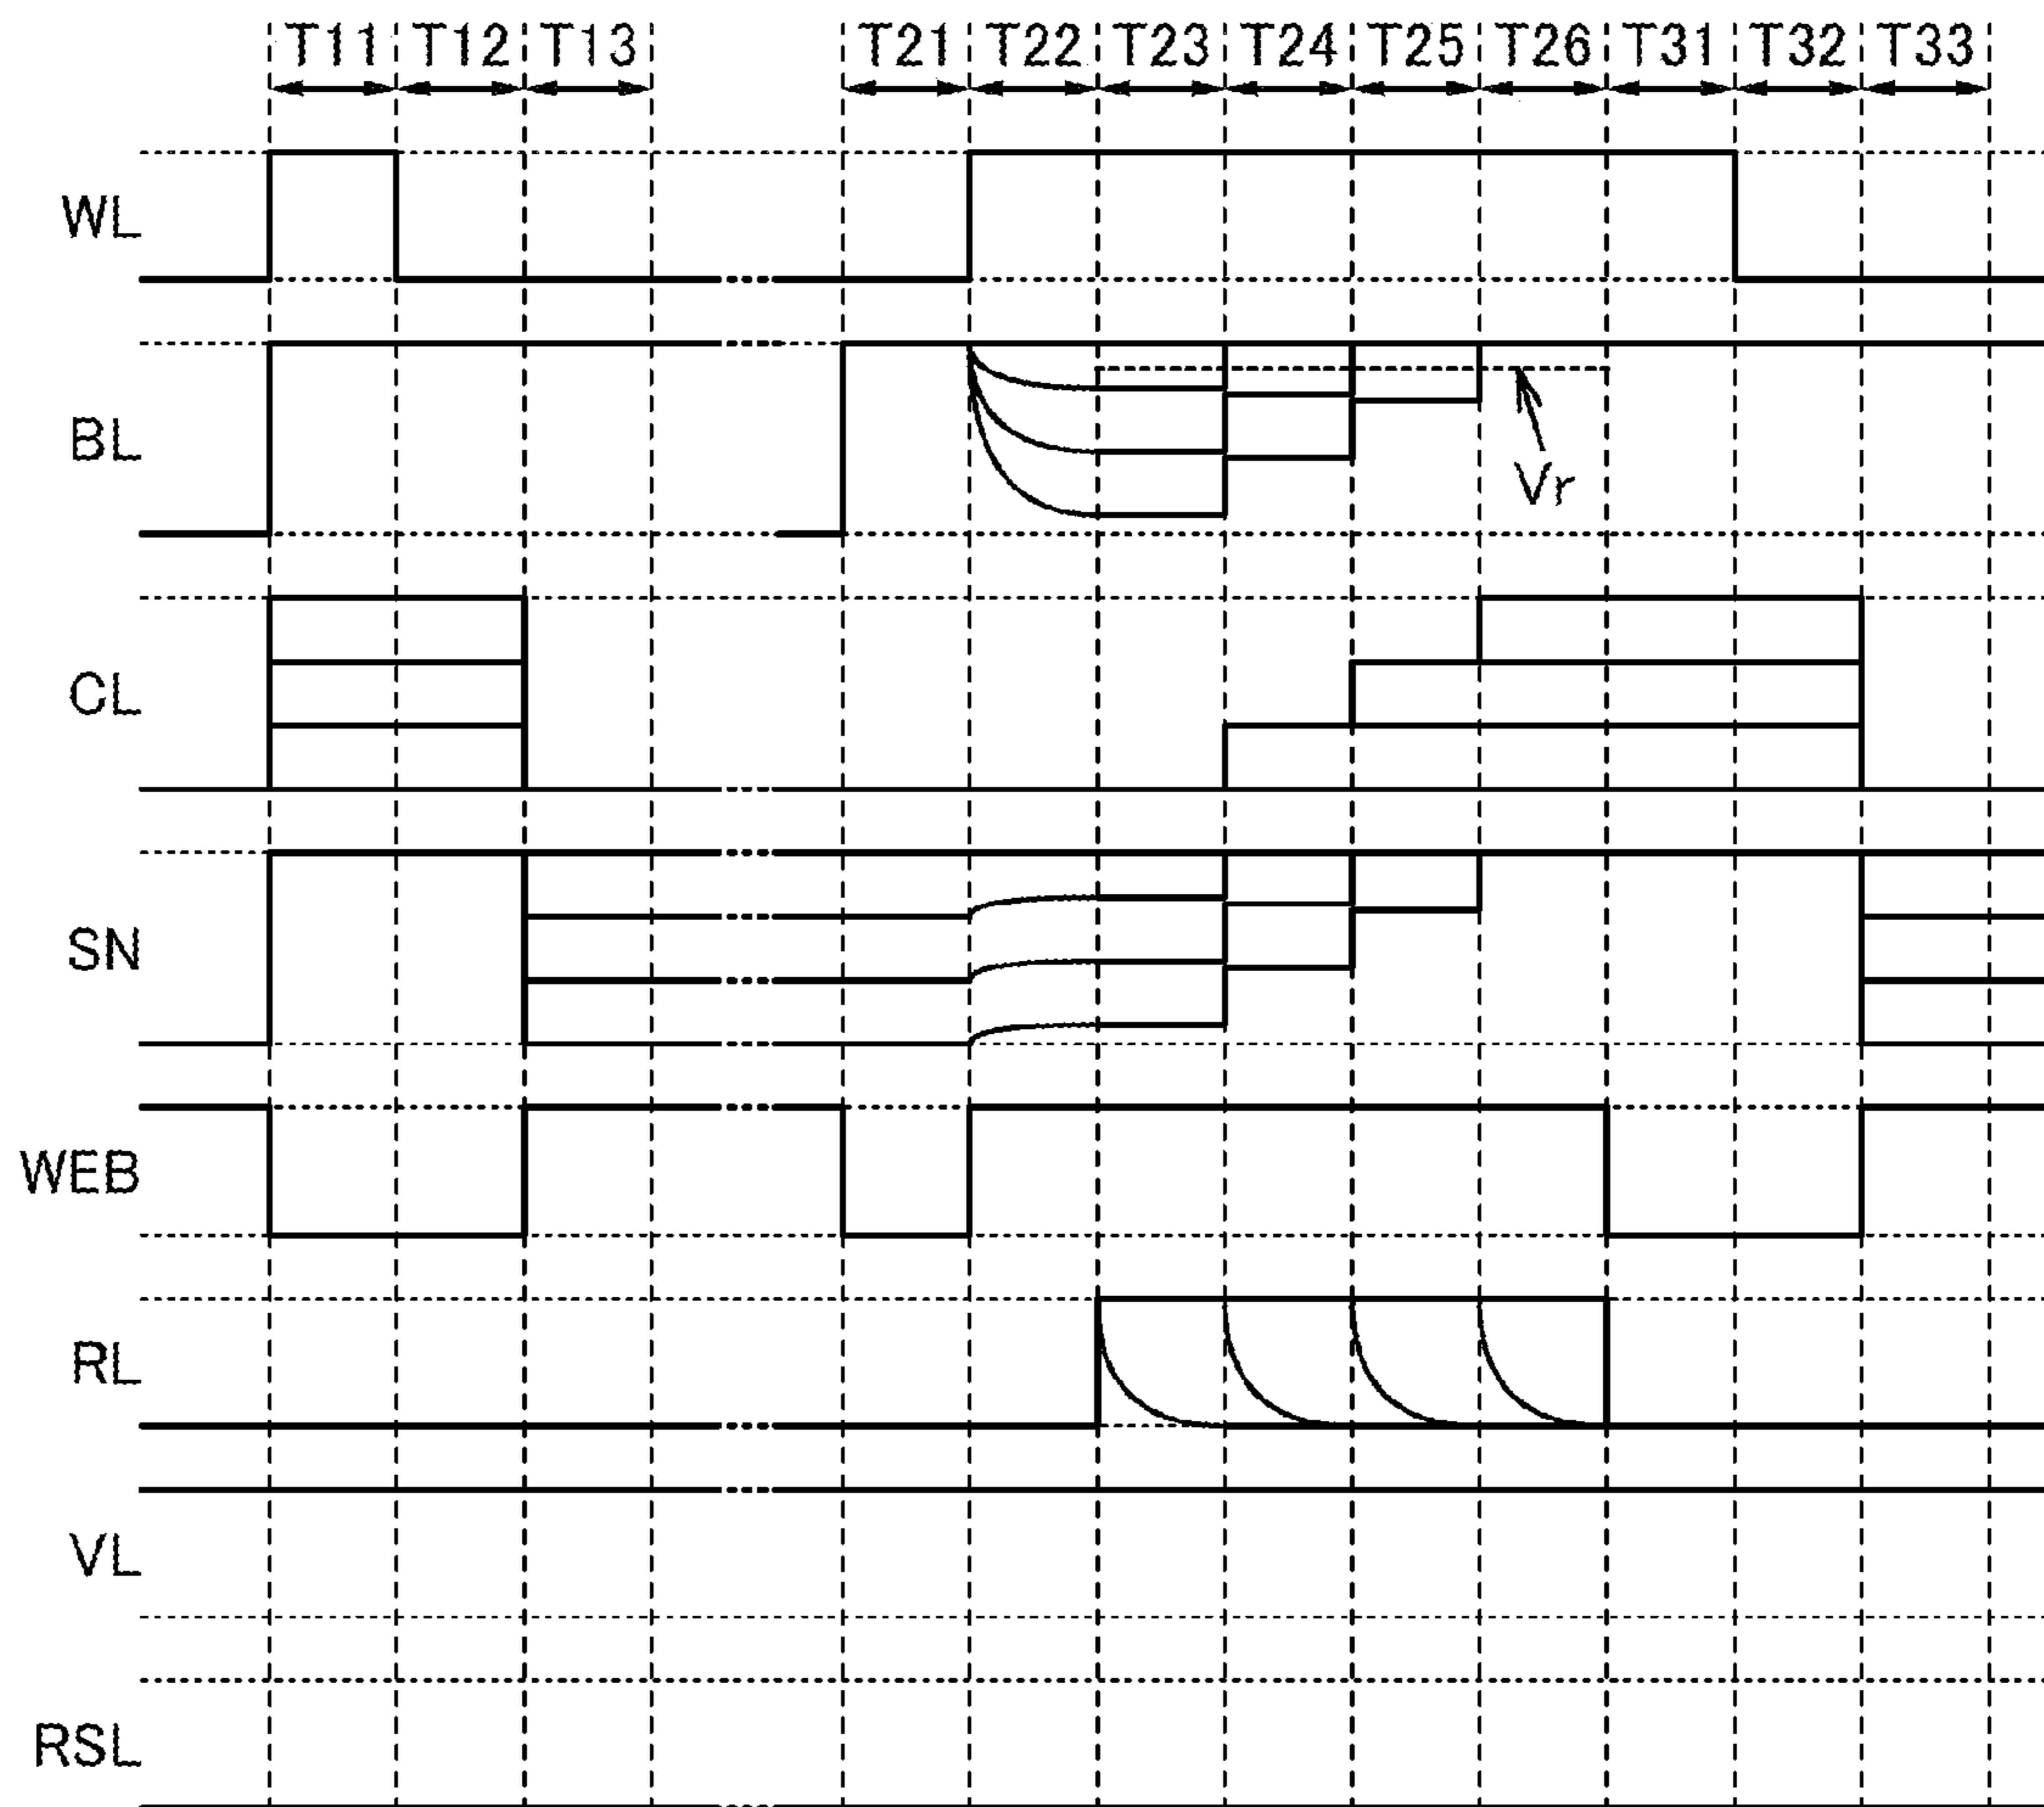 T11 T12 T13 T21 T22 T23 T24 T25 T26 T31 T32 T33
WL
BL
Vr
CL
SN
WEB
RL
VL
RSL